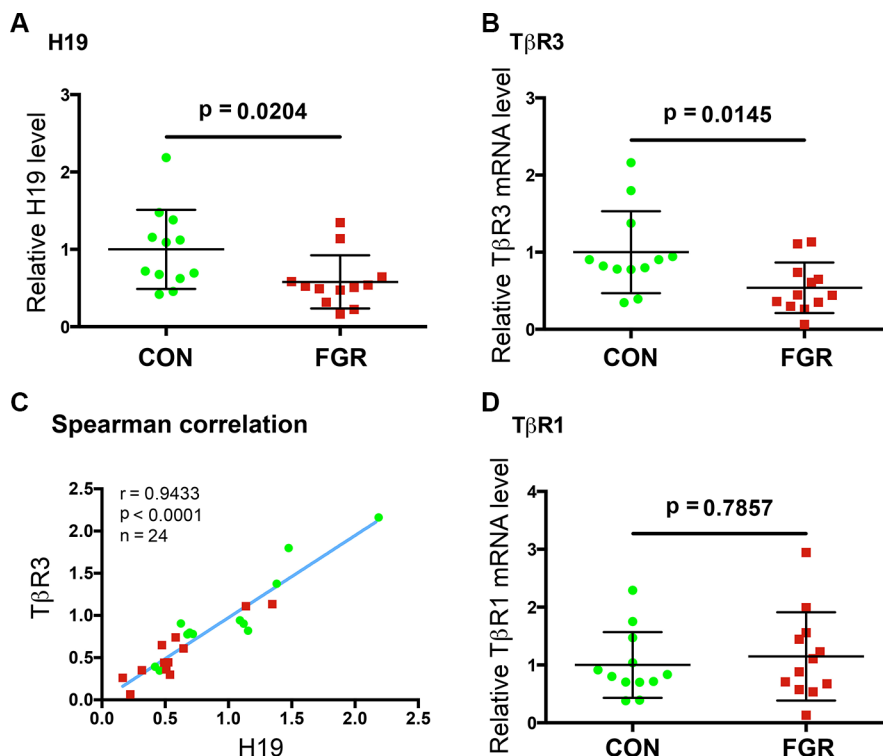 A
H19
p = 0.0204
Relative H19 level
3
2
1
0
CON
FGR
B
TβR3
p = 0.0145
Relative TβR3 mRNA level
3
2
1
0
CON
FGR
C
Spearman correlation
r = 0.9433
p < 0.0001
n = 24
TβR3
2.5
2.0
1.5
1.0
0.5
0.0
0.0 0.5 1.0 1.5 2.0 2.5
H19
D
TβR1
p = 0.7857
Relative TβR1 mRNA level
4
3
2
1
0
CON
FGR